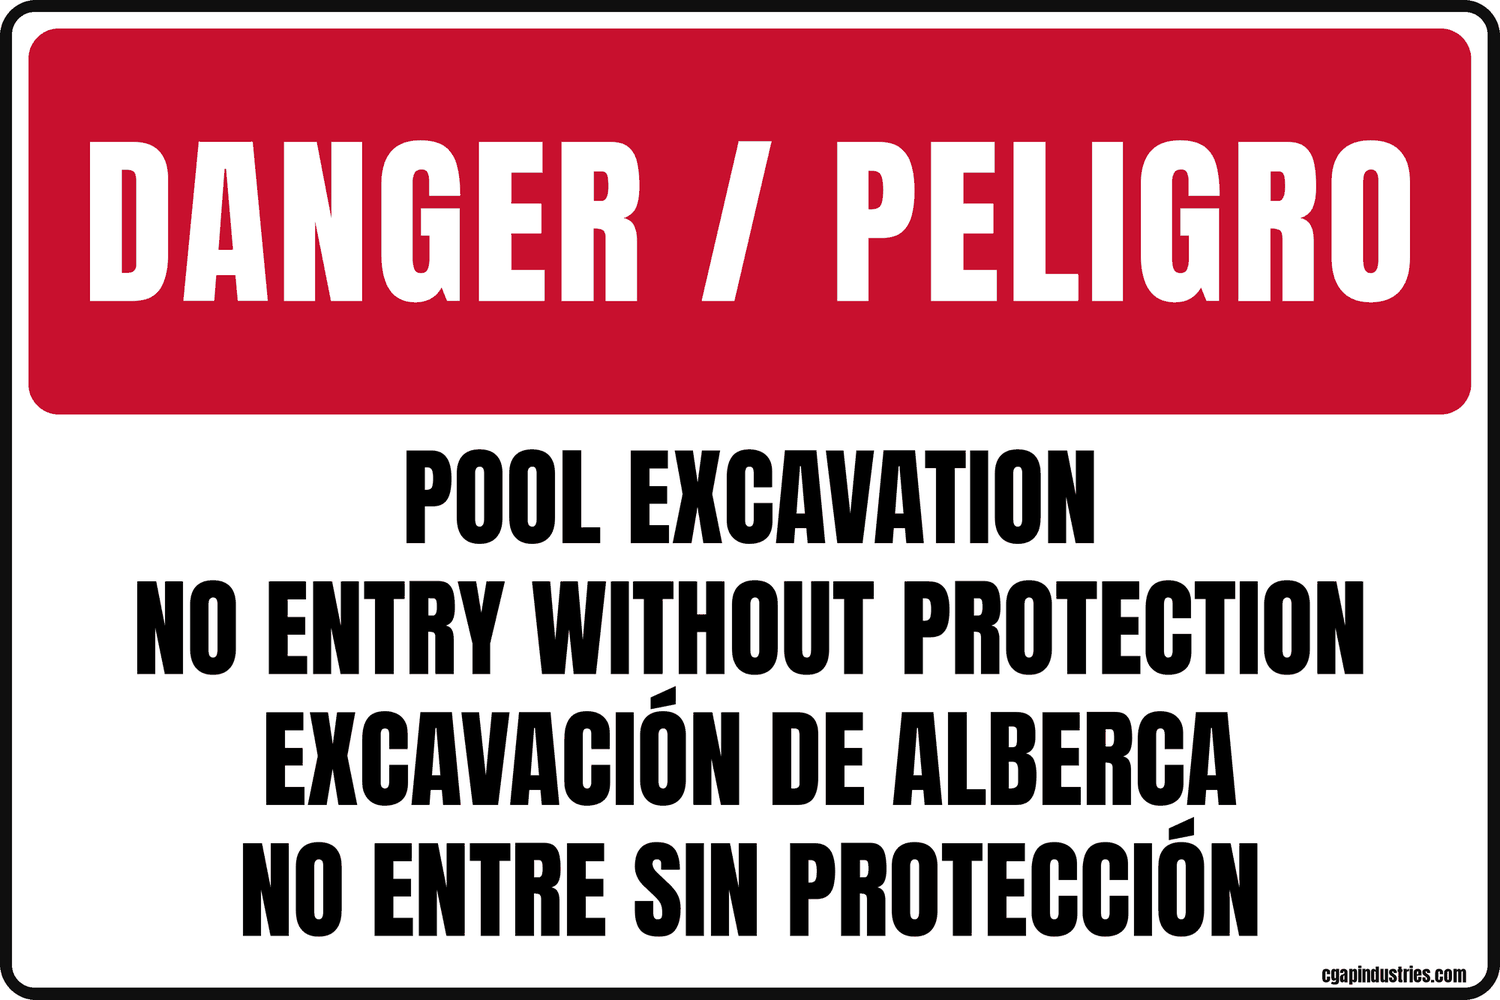 DANGER / PELIGRO
POOL EXCAVATION
NO ENTRY WITHOUT PROTECTION
EXCAVACIÓN DE ALBERCA
NO ENTRE SIN PROTECCIÓN
cgapindustries.com